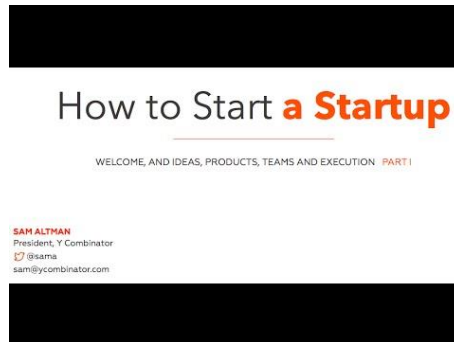 How to Start a Startup
WELCOME, AND IDEAS, PRODUCTS, TEAMS AND EXECUTION PART I
SAM ALTMAN
President, Y Combinator
@sama
sam@ycombinator.com